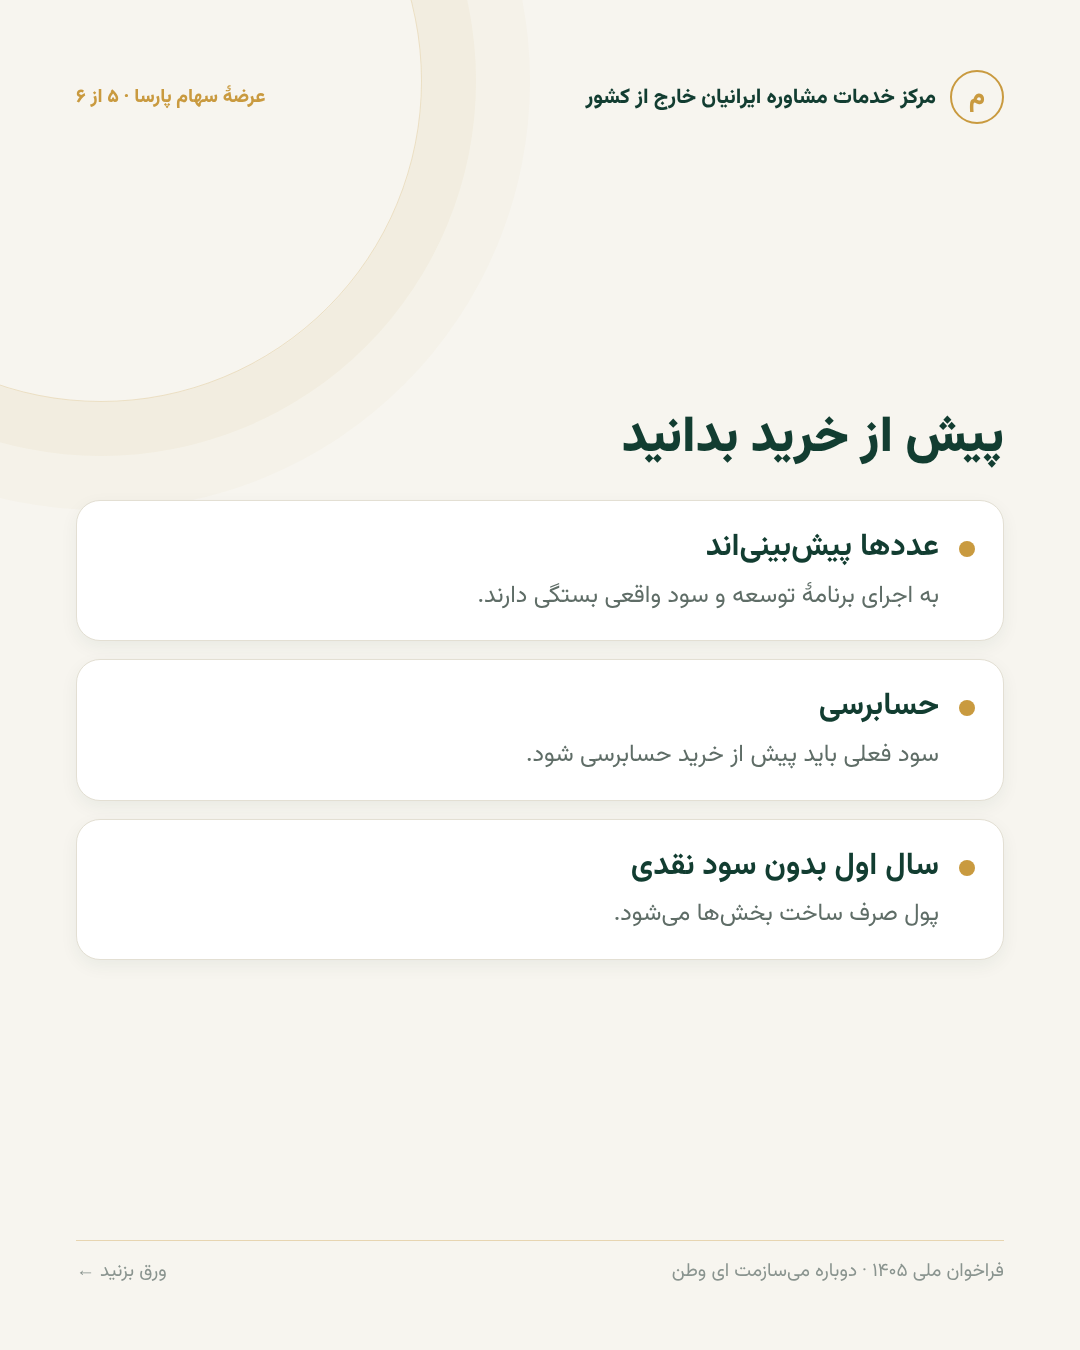 م
مرکز خدمات مشاوره ایرانیان خارج از کشور
عرضهٔ سهام پارسا · ۵ از ۶
پیش از خرید بدانید
عددها پیش‌بینی‌اند
به اجرای برنامهٔ توسعه و سود واقعی بستگی دارند.
حسابرسی
سود فعلی باید پیش از خرید حسابرسی شود.
سال اول بدون سود نقدی
پول صرف ساخت بخش‌ها می‌شود.
فراخوان ملی ۱۴۰۵ · دوباره می‌سازمت ای وطن
ورق بزنید ←